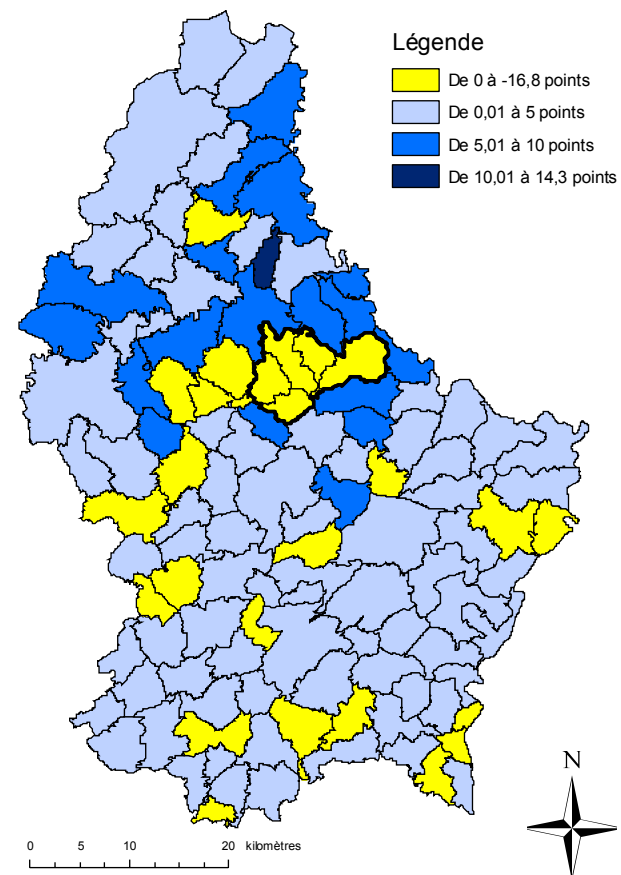 Légende
De 0 à -16,8 points
De 0,01 à 5 points
De 5,01 à 10 points
De 10,01 à 14,3 points
N
0 5 10 20 kilomètres